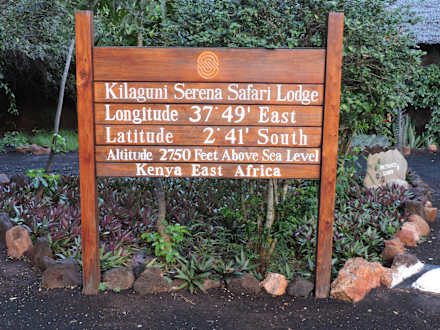 Kilaguni Serena Safari Lodge
Longitude 37°49' East
Latitude 2°41' South
Altitude 2750 Feet Above Sea Level
Kenya East Africa